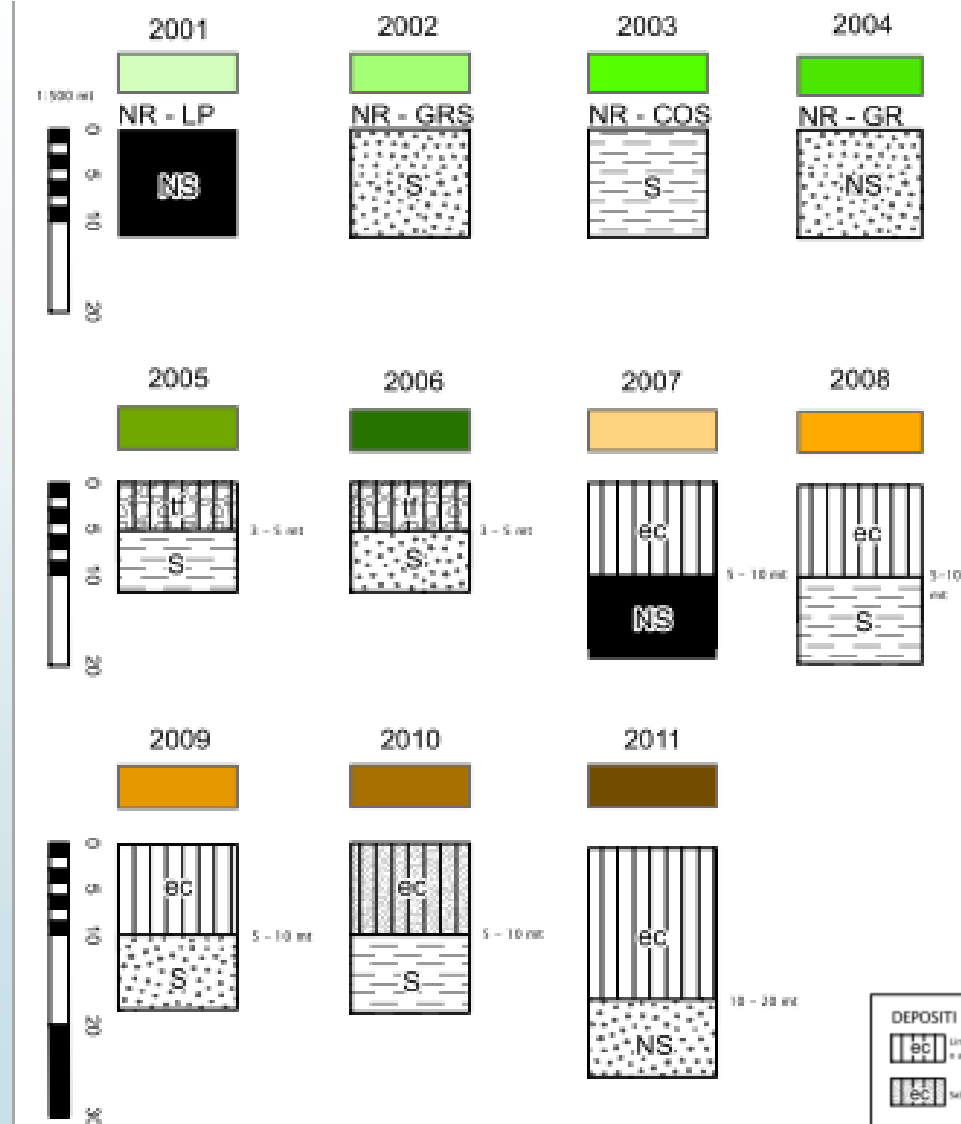 2001 2002 2003 2004
1:500 mt
NR - LP NR - GRS NR - COS NR - GR
0
5
10
20
NS S S NS
2005 2006 2007 2008
0
5
10
20
tf tf ec ec
3 - 5 mt 3 - 5 mt
S S NS S
5 - 10 mt 5-10
mt
2009 2010 2011
0
5
10
20
30
ec ec ec
5 - 10 mt 5 - 10 mt
S S
10 - 20 mt
NS
DEPOSITI
ec
ec